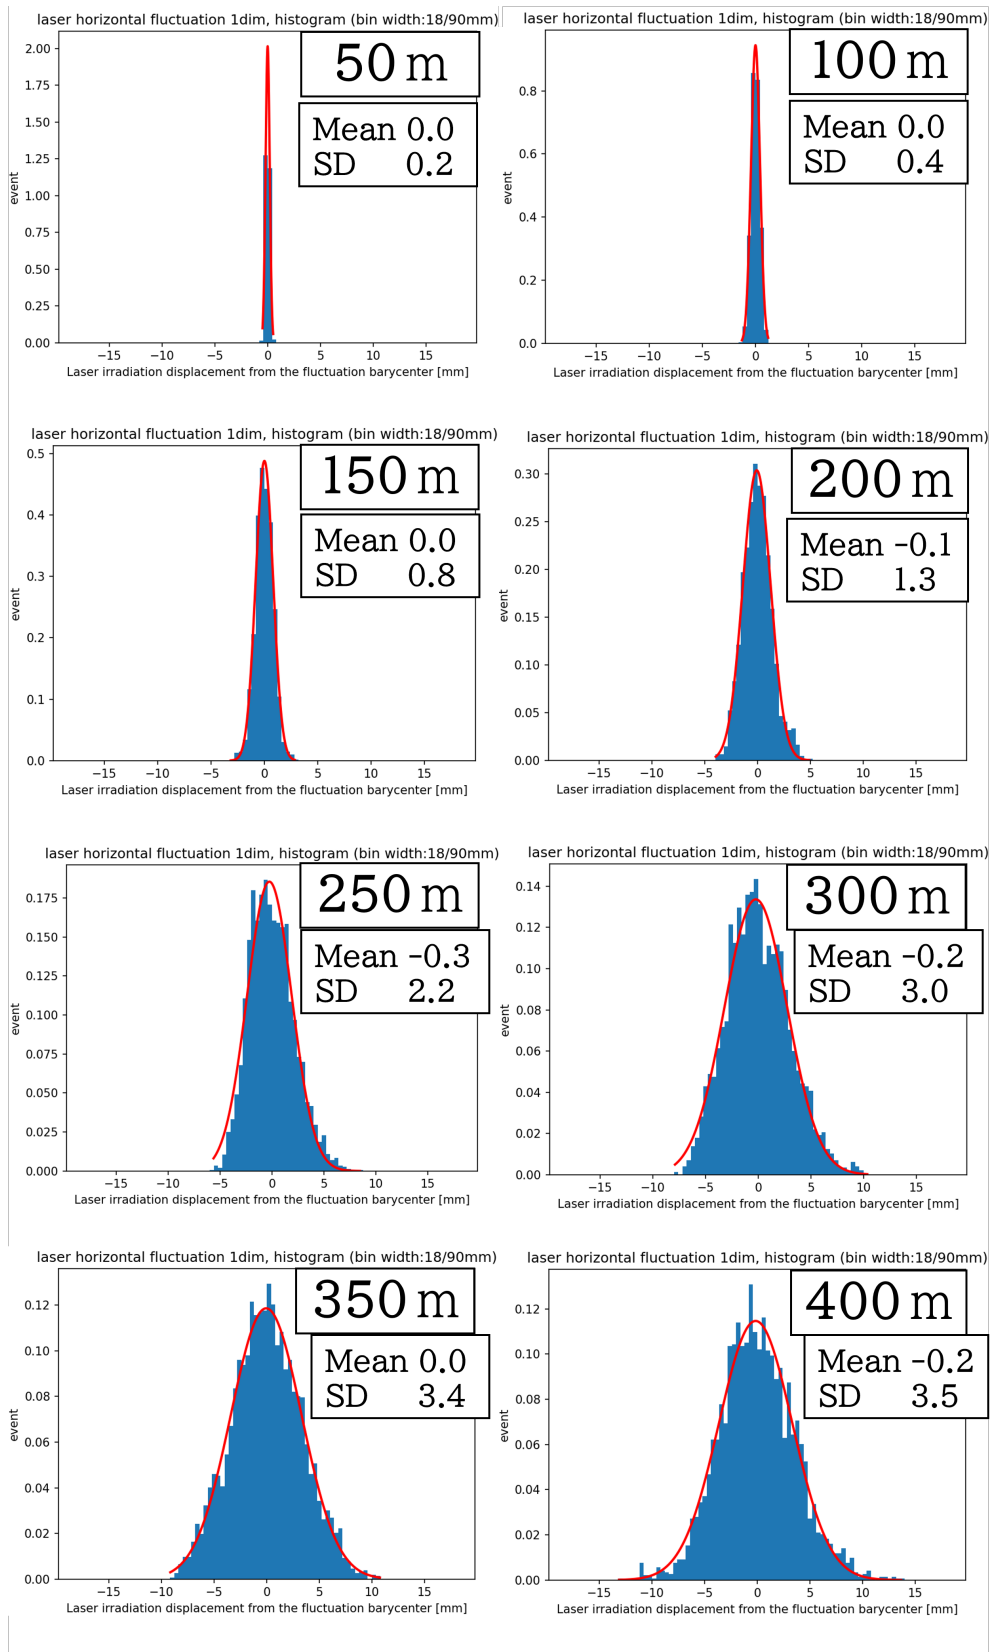 laser horizontal fluctuation 1dim, histogram (bin width:18/90mm)
50 m
Mean 0.0
SD 0.2
event
2.00
1.75
1.50
1.25
1.00
0.75
0.50
0.25
0.00
−15 −10 −5 0 5 10 15
Laser irradiation displacement from the fluctuation barycenter [mm]
laser horizontal fluctuation 1dim, histogram (bin width:18/90mm)
100 m
Mean 0.0
SD 0.4
event
0.8
0.6
0.4
0.2
0.0
−15 −10 −5 0 5 10 15
Laser irradiation displacement from the fluctuation barycenter [mm]
laser horizontal fluctuation 1dim, histogram (bin width:18/90mm)
150 m
Mean 0.0
SD 0.8
event
0.5
0.4
0.3
0.2
0.1
0.0
−15 −10 −5 0 5 10 15
Laser irradiation displacement from the fluctuation barycenter [mm]
laser horizontal fluctuation 1dim, histogram (bin width:18/90mm)
200 m
Mean -0.1
SD 1.3
event
0.30
0.25
0.20
0.15
0.10
0.05
0.00
−15 −10 −5 0 5 10 15
Laser irradiation displacement from the fluctuation barycenter [mm]
laser horizontal fluctuation 1dim, histogram (bin width:18/90mm)
250 m
Mean -0.3
SD 2.2
event
0.175
0.150
0.125
0.100
0.075
0.050
0.025
0.000
−15 −10 −5 0 5 10 15
Laser irradiation displacement from the fluctuation barycenter [mm]
laser horizontal fluctuation 1dim, histogram (bin width:18/90mm)
300 m
Mean -0.2
SD 3.0
event
0.14
0.12
0.10
0.08
0.06
0.04
0.02
0.00
−15 −10 −5 0 5 10 15
Laser irradiation displacement from the fluctuation barycenter [mm]
laser horizontal fluctuation 1dim, histogram (bin width:18/90mm)
350 m
Mean 0.0
SD 3.4
event
0.12
0.10
0.08
0.06
0.04
0.02
0.00
−15 −10 −5 0 5 10 15
Laser irradiation displacement from the fluctuation barycenter [mm]
laser horizontal fluctuation 1dim, histogram (bin width:18/90mm)
400 m
Mean -0.2
SD 3.5
event
0.12
0.10
0.08
0.06
0.04
0.02
0.00
−15 −10 −5 0 5 10 15
Laser irradiation displacement from the fluctuation barycenter [mm]